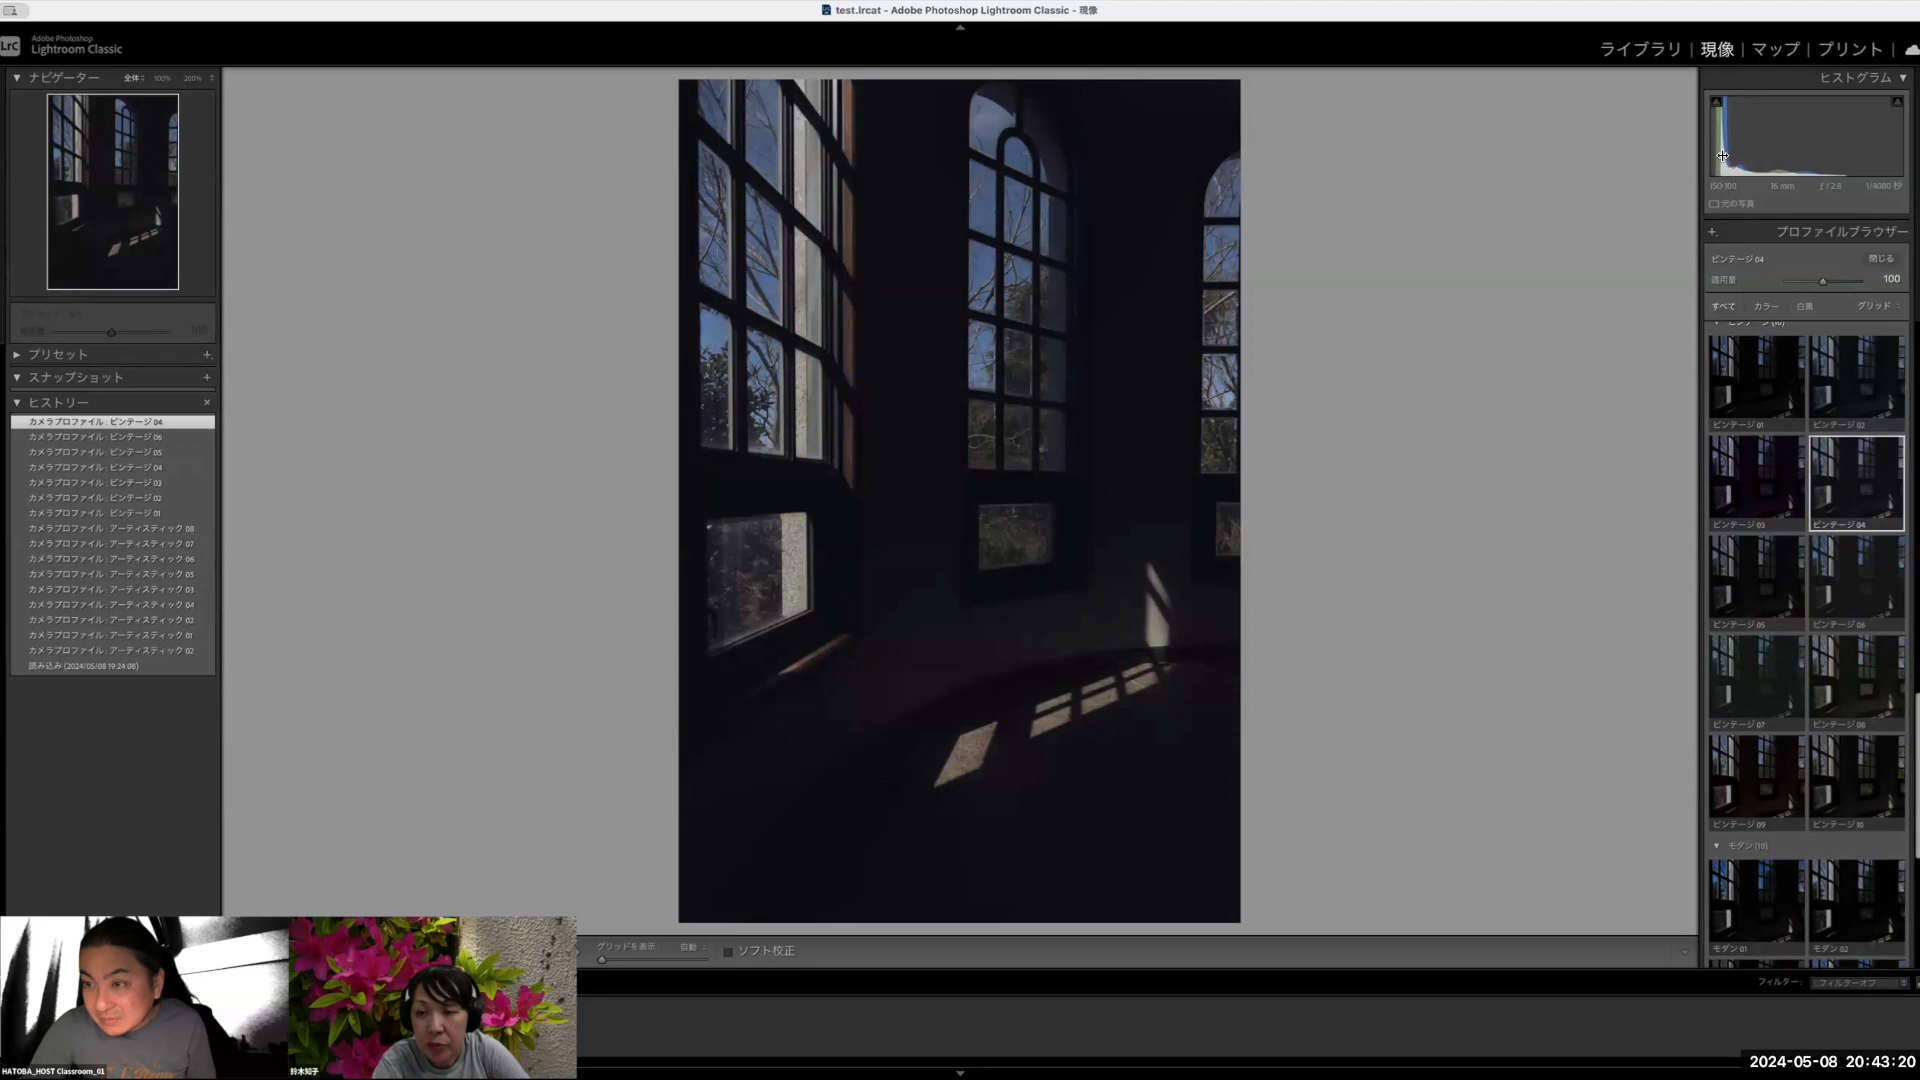 test.lrcat - Adobe Photoshop Lightroom Classic - 現像
LrC
Adobe Photoshop
Lightroom Classic
ライブラリ | 現像 | マップ | プリント |
ナビゲーター 全体 100% 200%
適用量 100
プリセット
スナップショット
ヒストリー
カメラプロファイル : ビンテージ 04
カメラプロファイル : ビンテージ 06
カメラプロファイル : ビンテージ 05
カメラプロファイル : ビンテージ 04
カメラプロファイル : ビンテージ 03
カメラプロファイル : ビンテージ 02
カメラプロファイル : ビンテージ 01
カメラプロファイル : アーティスティック 08
カメラプロファイル : アーティスティック 07
カメラプロファイル : アーティスティック 06
カメラプロファイル : アーティスティック 05
カメラプロファイル : アーティスティック 03
カメラプロファイル : アーティスティック 04
カメラプロファイル : アーティスティック 02
カメラプロファイル : アーティスティック 01
カメラプロファイル : アーティスティック 02
読み込み (2024/05/08 19:24:08)
ヒストグラム
ISO 100 16 mm ƒ / 2.8 1/4000 秒
元の写真
プロファイルブラウザー
ビンテージ 04 閉じる
適用量 100
すべて カラー 白黒 グリッド
ビンテージ (10)
ビンテージ 01 ビンテージ 02
ビンテージ 03 ビンテージ 04
ビンテージ 05 ビンテージ 06
ビンテージ 07 ビンテージ 08
ビンテージ 09 ビンテージ 10
モダン (10)
モダン 01 モダン 02
グリッドを表示: 自動 ソフト校正
フィルター : フィルターオフ
HATOBA_HOST Classroom_01
鈴木知子
2024-05-08 20:43:20